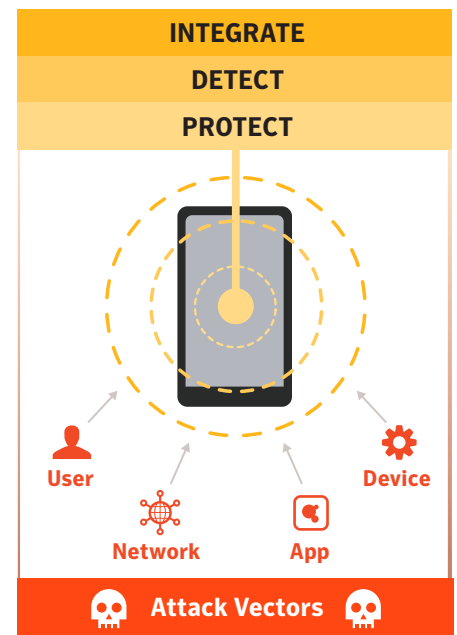 INTEGRATE
DETECT
PROTECT
User
Device
Network
App
Attack Vectors